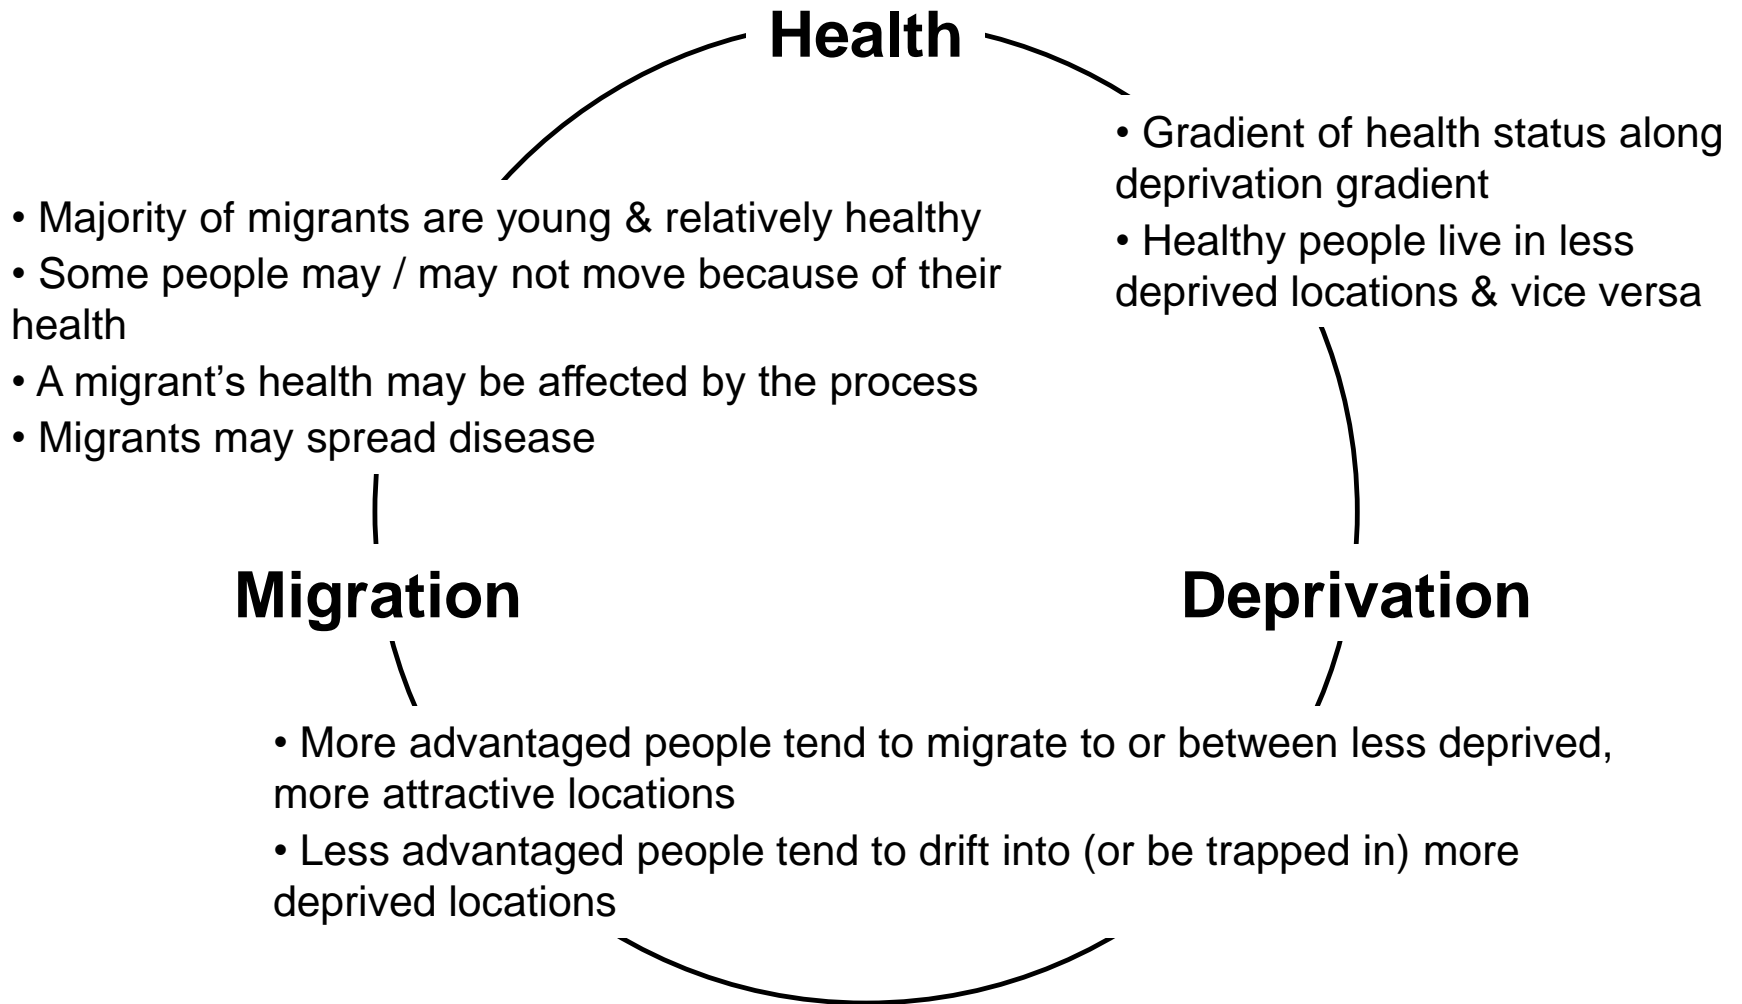 Health
• Gradient of health status along
deprivation gradient
• Healthy people live in less
deprived locations & vice versa
• Majority of migrants are young & relatively healthy
• Some people may / may not move because of their
health
• A migrant’s health may be affected by the process
• Migrants may spread disease
Migration
Deprivation
• More advantaged people tend to migrate to or between less deprived,
more attractive locations
• Less advantaged people tend to drift into (or be trapped in) more
deprived locations